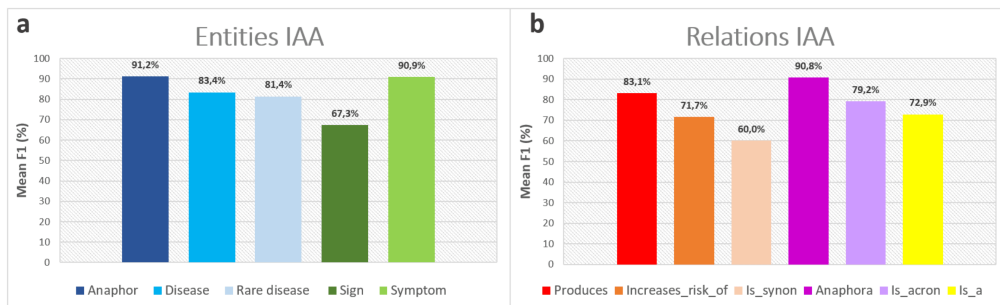 a
Entities IAA
Mean F1 (%)
100
90
80
70
60
50
40
30
20
10
0
91,2%
83,4%
81,4%
67,3%
90,9%
Anaphor
Disease
Rare disease
Sign
Symptom
b
Relations IAA
Mean F1 (%)
100
90
80
70
60
50
40
30
20
10
0
83,1%
71,7%
60,0%
90,8%
79,2%
72,9%
Produces
Increases_risk_of
Is_synon
Anaphora
Is_acron
Is_a